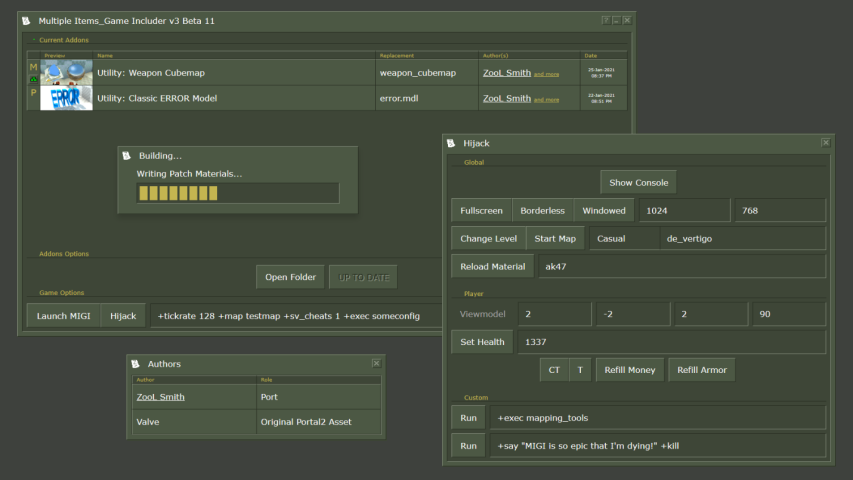 Multiple Items_Game Includer v3 Beta 11
Current Addons
Preview Name Replacement Author(s) Date
M Utility: Weapon Cubemap weapon_cubemap ZooL Smith and more 25-Jan-2021
08:37 PM
P ERROR Utility: Classic ERROR Model error.mdl ZooL Smith and more 22-Jan-2021
08:51 PM
Building...
Writing Patch Materials...
Addons Options
Open Folder UP TO DATE
Game Options
Launch MIGI Hijack +tickrate 128 +map testmap +sv_cheats 1 +exec someconfig
Authors
Author Role
ZooL Smith Port
Valve Original Portal2 Asset
Hijack
Global
Show Console
Fullscreen Borderless Windowed 1024 768
Change Level Start Map Casual de_vertigo
Reload Material ak47
Player
Viewmodel 2 -2 2 90
Set Health 1337
CT T Refill Money Refill Armor
Custom
Run +exec mapping_tools
Run +say "MIGI is so epic that I'm dying!" +kill